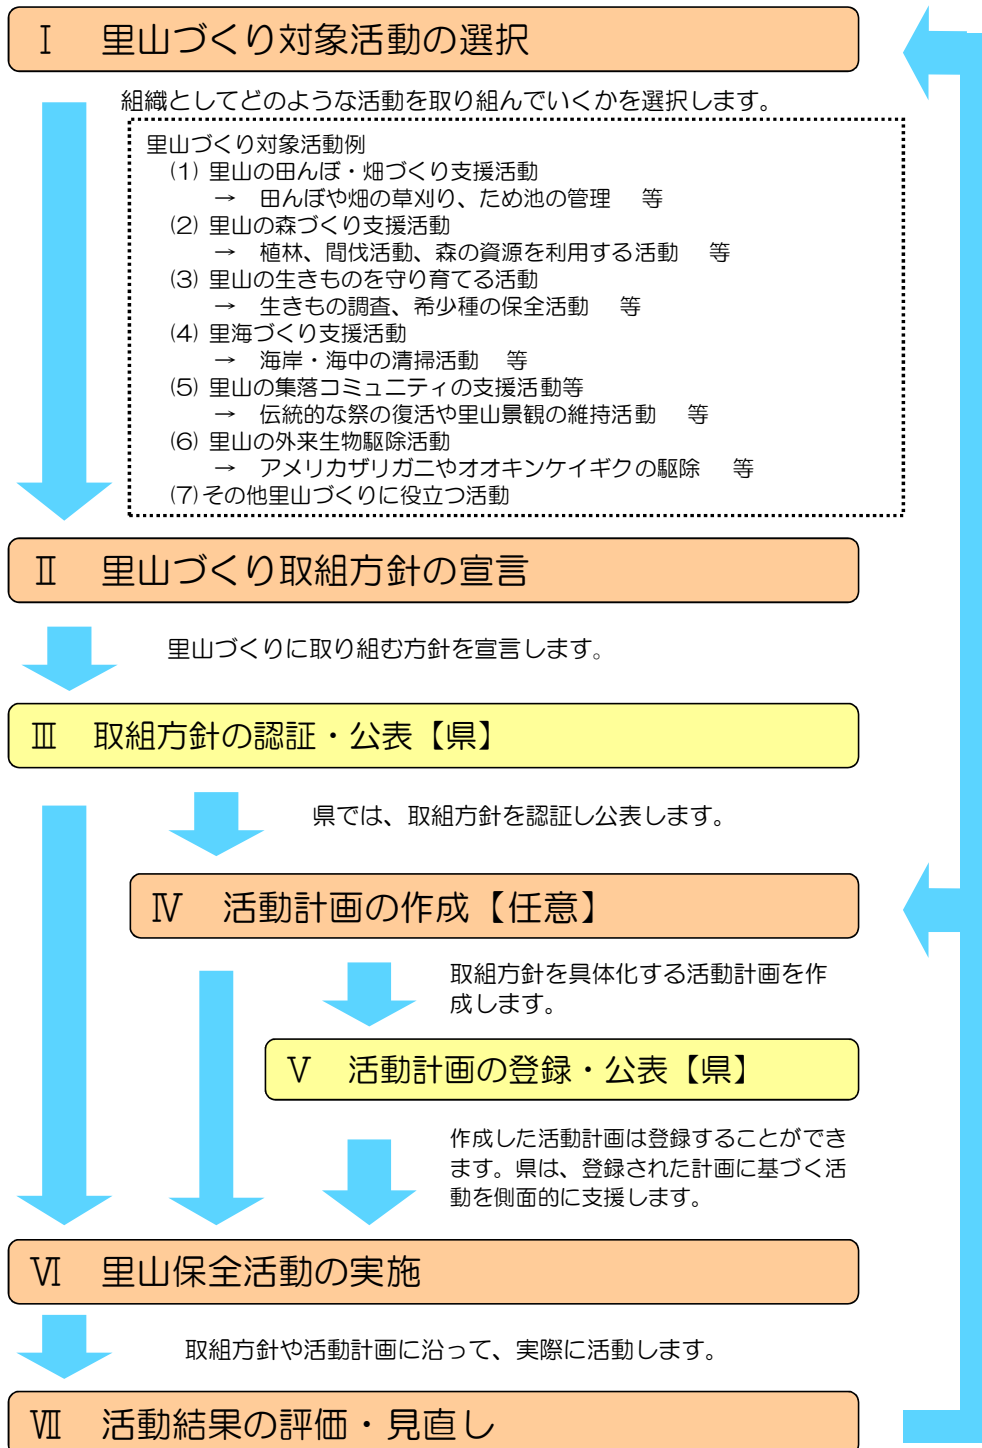 Ⅰ 里山づくり対象活動の選択
組織としてどのような活動を取り組んでいくかを選択します。
里山づくり対象活動例
(1) 里山の田んぼ・畑づくり支援活動
→ 田んぼや畑の草刈り、ため池の管理 等
(2) 里山の森づくり支援活動
→ 植林、間伐活動、森の資源を利用する活動 等
(3) 里山の生きものを守り育てる活動
→ 生きもの調査、希少種の保全活動 等
(4) 里海づくり支援活動
→ 海岸・海中の清掃活動 等
(5) 里山の集落コミュニティの支援活動等
→ 伝統的な祭の復活や里山景観の維持活動 等
(6) 里山の外来生物駆除活動
→ アメリカザリガニやオオキンケイギクの駆除 等
(7)その他里山づくりに役立つ活動
Ⅱ 里山づくり取組方針の宣言
里山づくりに取り組む方針を宣言します。
Ⅲ 取組方針の認証・公表【県】
県では、取組方針を認証し公表します。
Ⅳ 活動計画の作成【任意】
取組方針を具体化する活動計画を作
成します。
Ⅴ 活動計画の登録・公表【県】
作成した活動計画は登録することができ
ます。県は、登録された計画に基づく活
動を側面的に支援します。
Ⅵ 里山保全活動の実施
取組方針や活動計画に沿って、実際に活動します。
Ⅶ 活動結果の評価・見直し